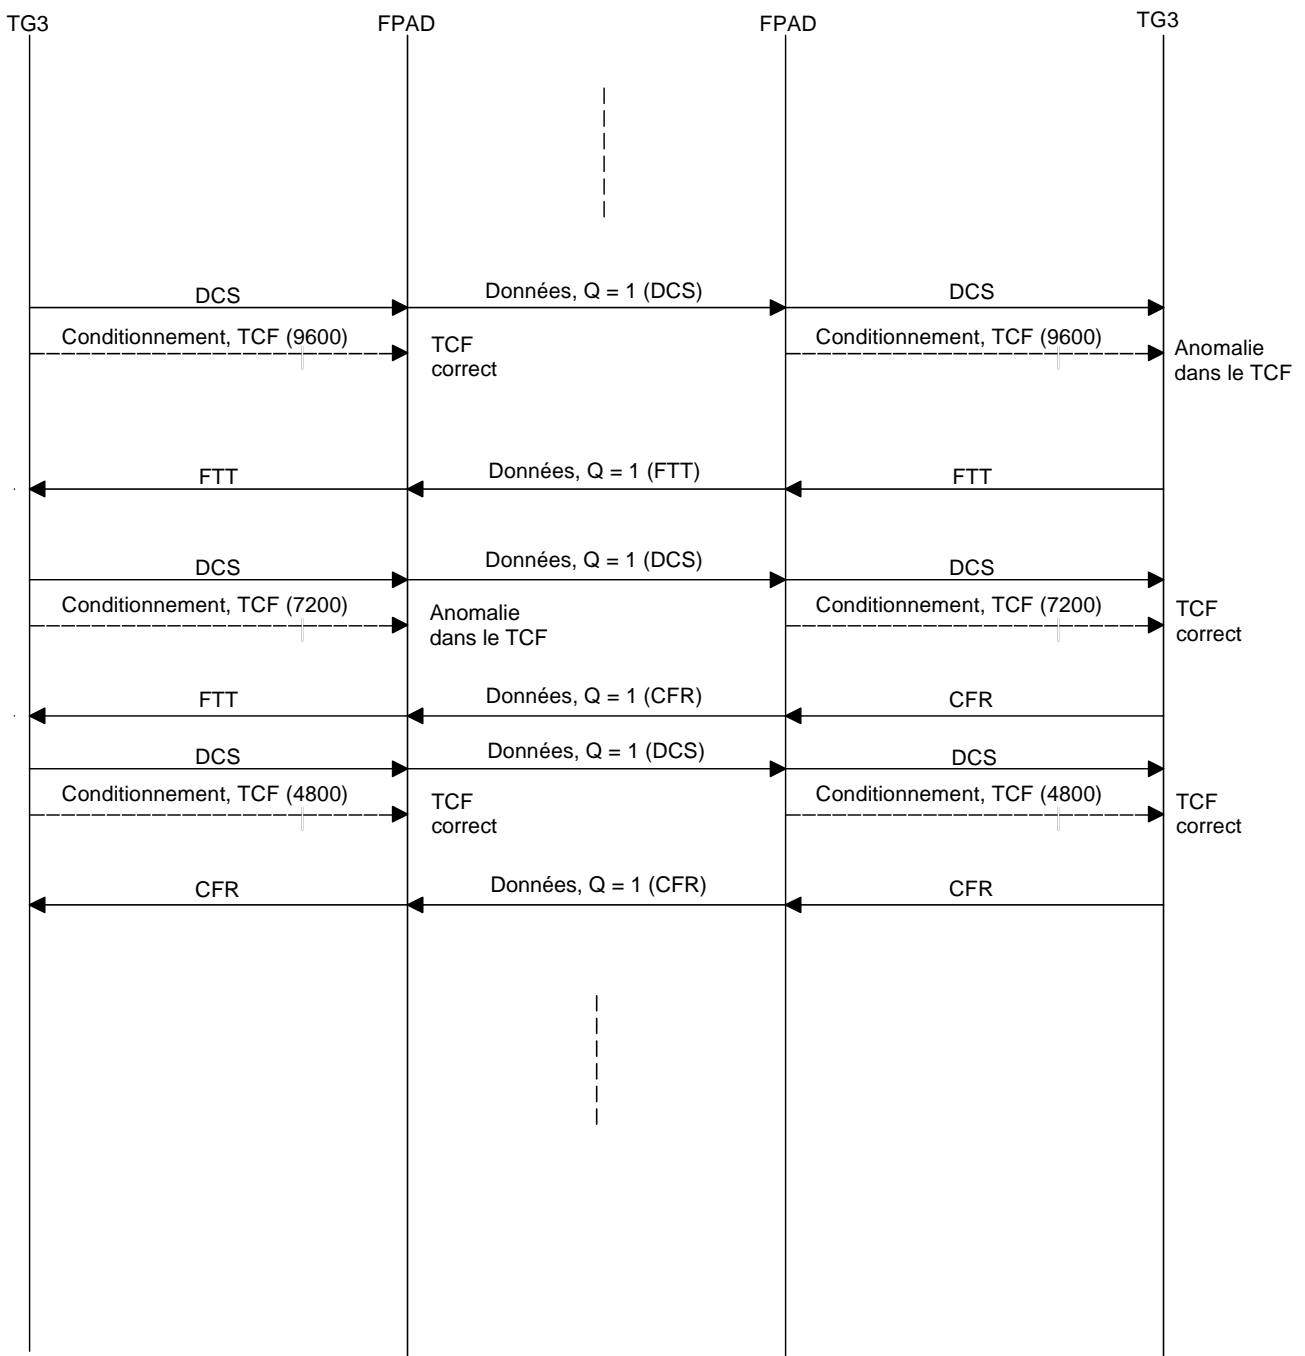 TG3
FPAD
FPAD
TG3
DCS
Données, Q = 1 (DCS)
DCS
Conditionnement, TCF (9600)
TCF
correct
Conditionnement, TCF (9600)
Anomalie
dans le TCF
FTT
Données, Q = 1 (FTT)
FTT
DCS
Données, Q = 1 (DCS)
DCS
Conditionnement, TCF (7200)
Anomalie
dans le TCF
Conditionnement, TCF (7200)
TCF
correct
FTT
Données, Q = 1 (CFR)
CFR
DCS
Données, Q = 1 (DCS)
DCS
Conditionnement, TCF (4800)
TCF
correct
Conditionnement, TCF (4800)
TCF
correct
CFR
Données, Q = 1 (CFR)
CFR